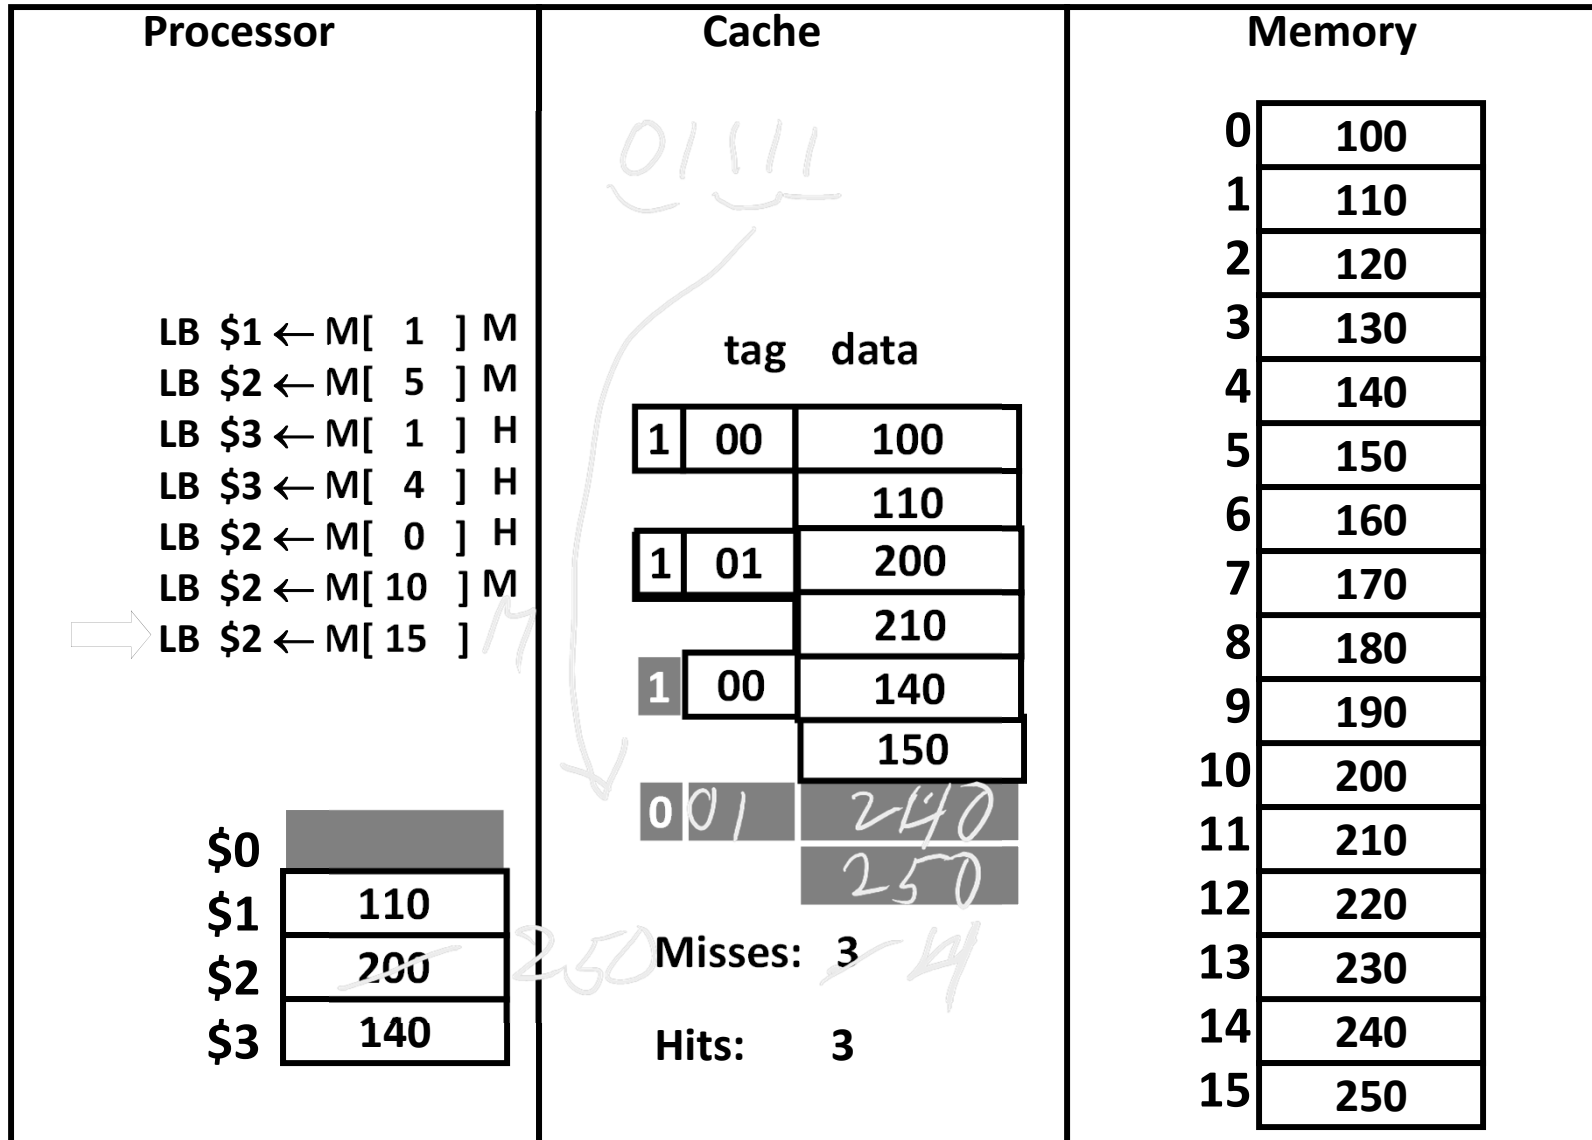 Processor
LB $1 ← M[ 1 ] M
LB $2 ← M[ 5 ] M
LB $3 ← M[ 1 ] H
LB $3 ← M[ 4 ] H
LB $2 ← M[ 0 ] H
LB $2 ← M[ 10 ] M
LB $2 ← M[ 15 ] M
$0
$1 110
$2 200 250
$3 140
Cache
01111
tag data
1 00 100
110
1 01 200
210
1 00 140
150
0 01 240
250
Misses: 3 4
Hits: 3
Memory
0 100
1 110
2 120
3 130
4 140
5 150
6 160
7 170
8 180
9 190
10 200
11 210
12 220
13 230
14 240
15 250